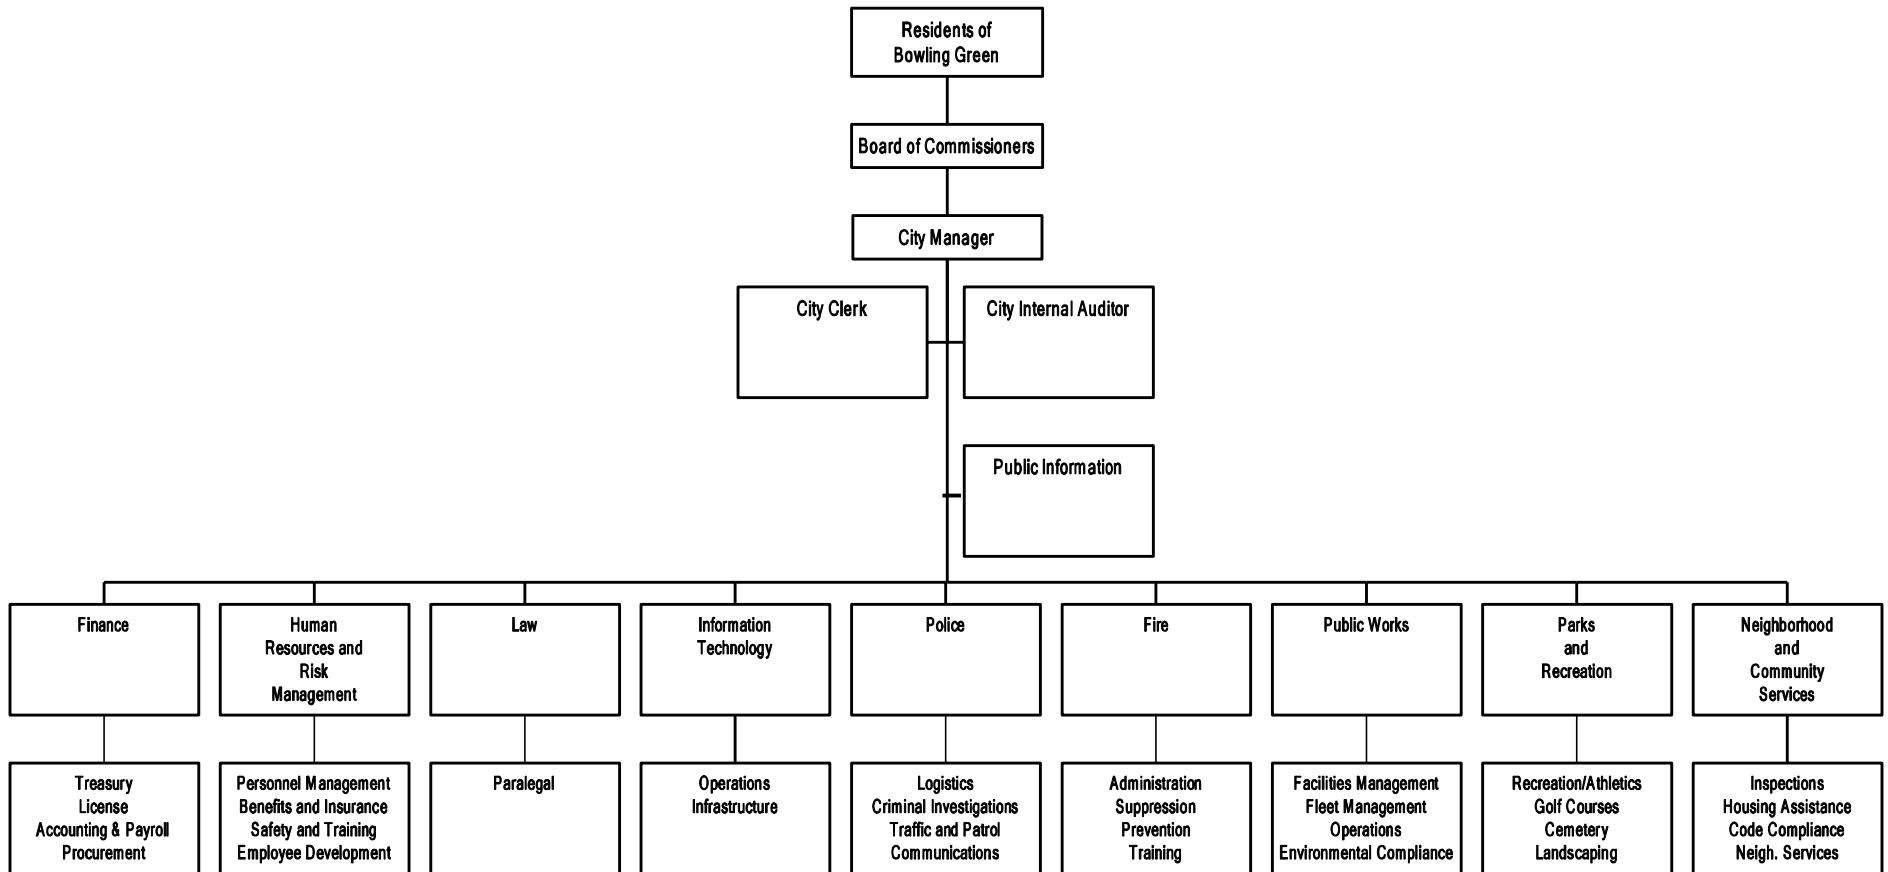 Residents of
Bowling Green
Board of Commissioners
City Manager
City Clerk
City Internal Auditor
Public Information
Finance
Human
Resources and
Risk
Management
Law
Information
Technology
Police
Fire
Public Works
Parks
and
Recreation
Neighborhood
and
Community
Services
Treasury
License
Accounting & Payroll
Procurement
Personnel Management
Benefits and Insurance
Safety and Training
Employee Development
Paralegal
Operations
Infrastructure
Logistics
Criminal Investigations
Traffic and Patrol
Communications
Administration
Suppression
Prevention
Training
Facilities Management
Fleet Management
Operations
Environmental Compliance
Recreation/Athletics
Golf Courses
Cemetery
Landscaping
Inspections
Housing Assistance
Code Compliance
Neigh. Services